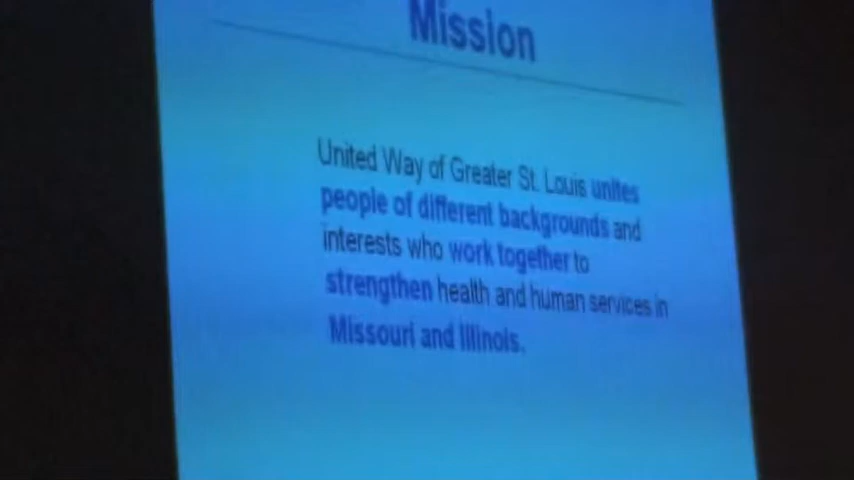 Mission
United Way of Greater St. Louis unites
people of different backgrounds and
interests who work together to
strengthen health and human services in
Missouri and Illinois.